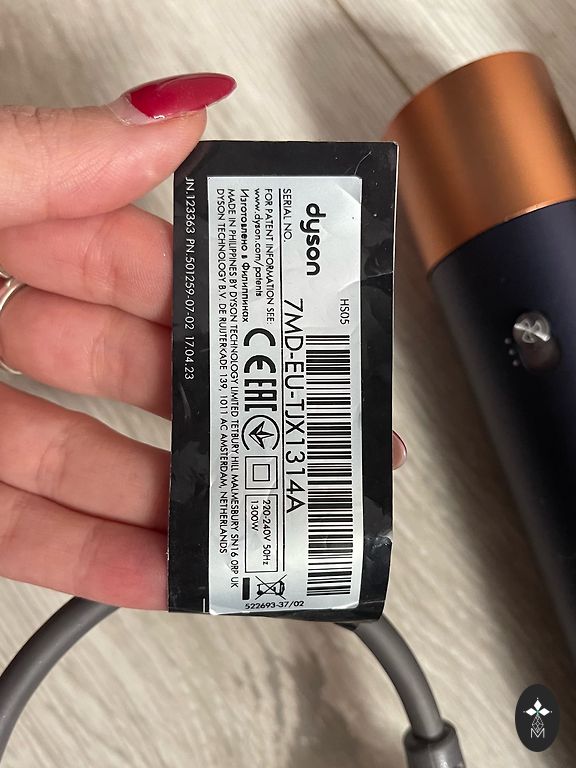 dyson
HS05
SERIAL NO.
7MD-EU-TJX1314A
FOR PATENT INFORMATION SEE:
www.dyson.com/patents
Изготовлено в Филиппинах
CE EAC
220-240V 50Hz
1300W
MADE IN PHILIPPINES BY DYSON TECHNOLOGY LIMITED TETBURY HILL MALMESBURY SN16 0RP UK
DYSON TECHNOLOGY B.V. DE RUIJTERKADE 139, 1011 AC AMSTERDAM, NETHERLANDS
522693-37/02
JN.123363 PN.501259-07-02 17.04.23
M